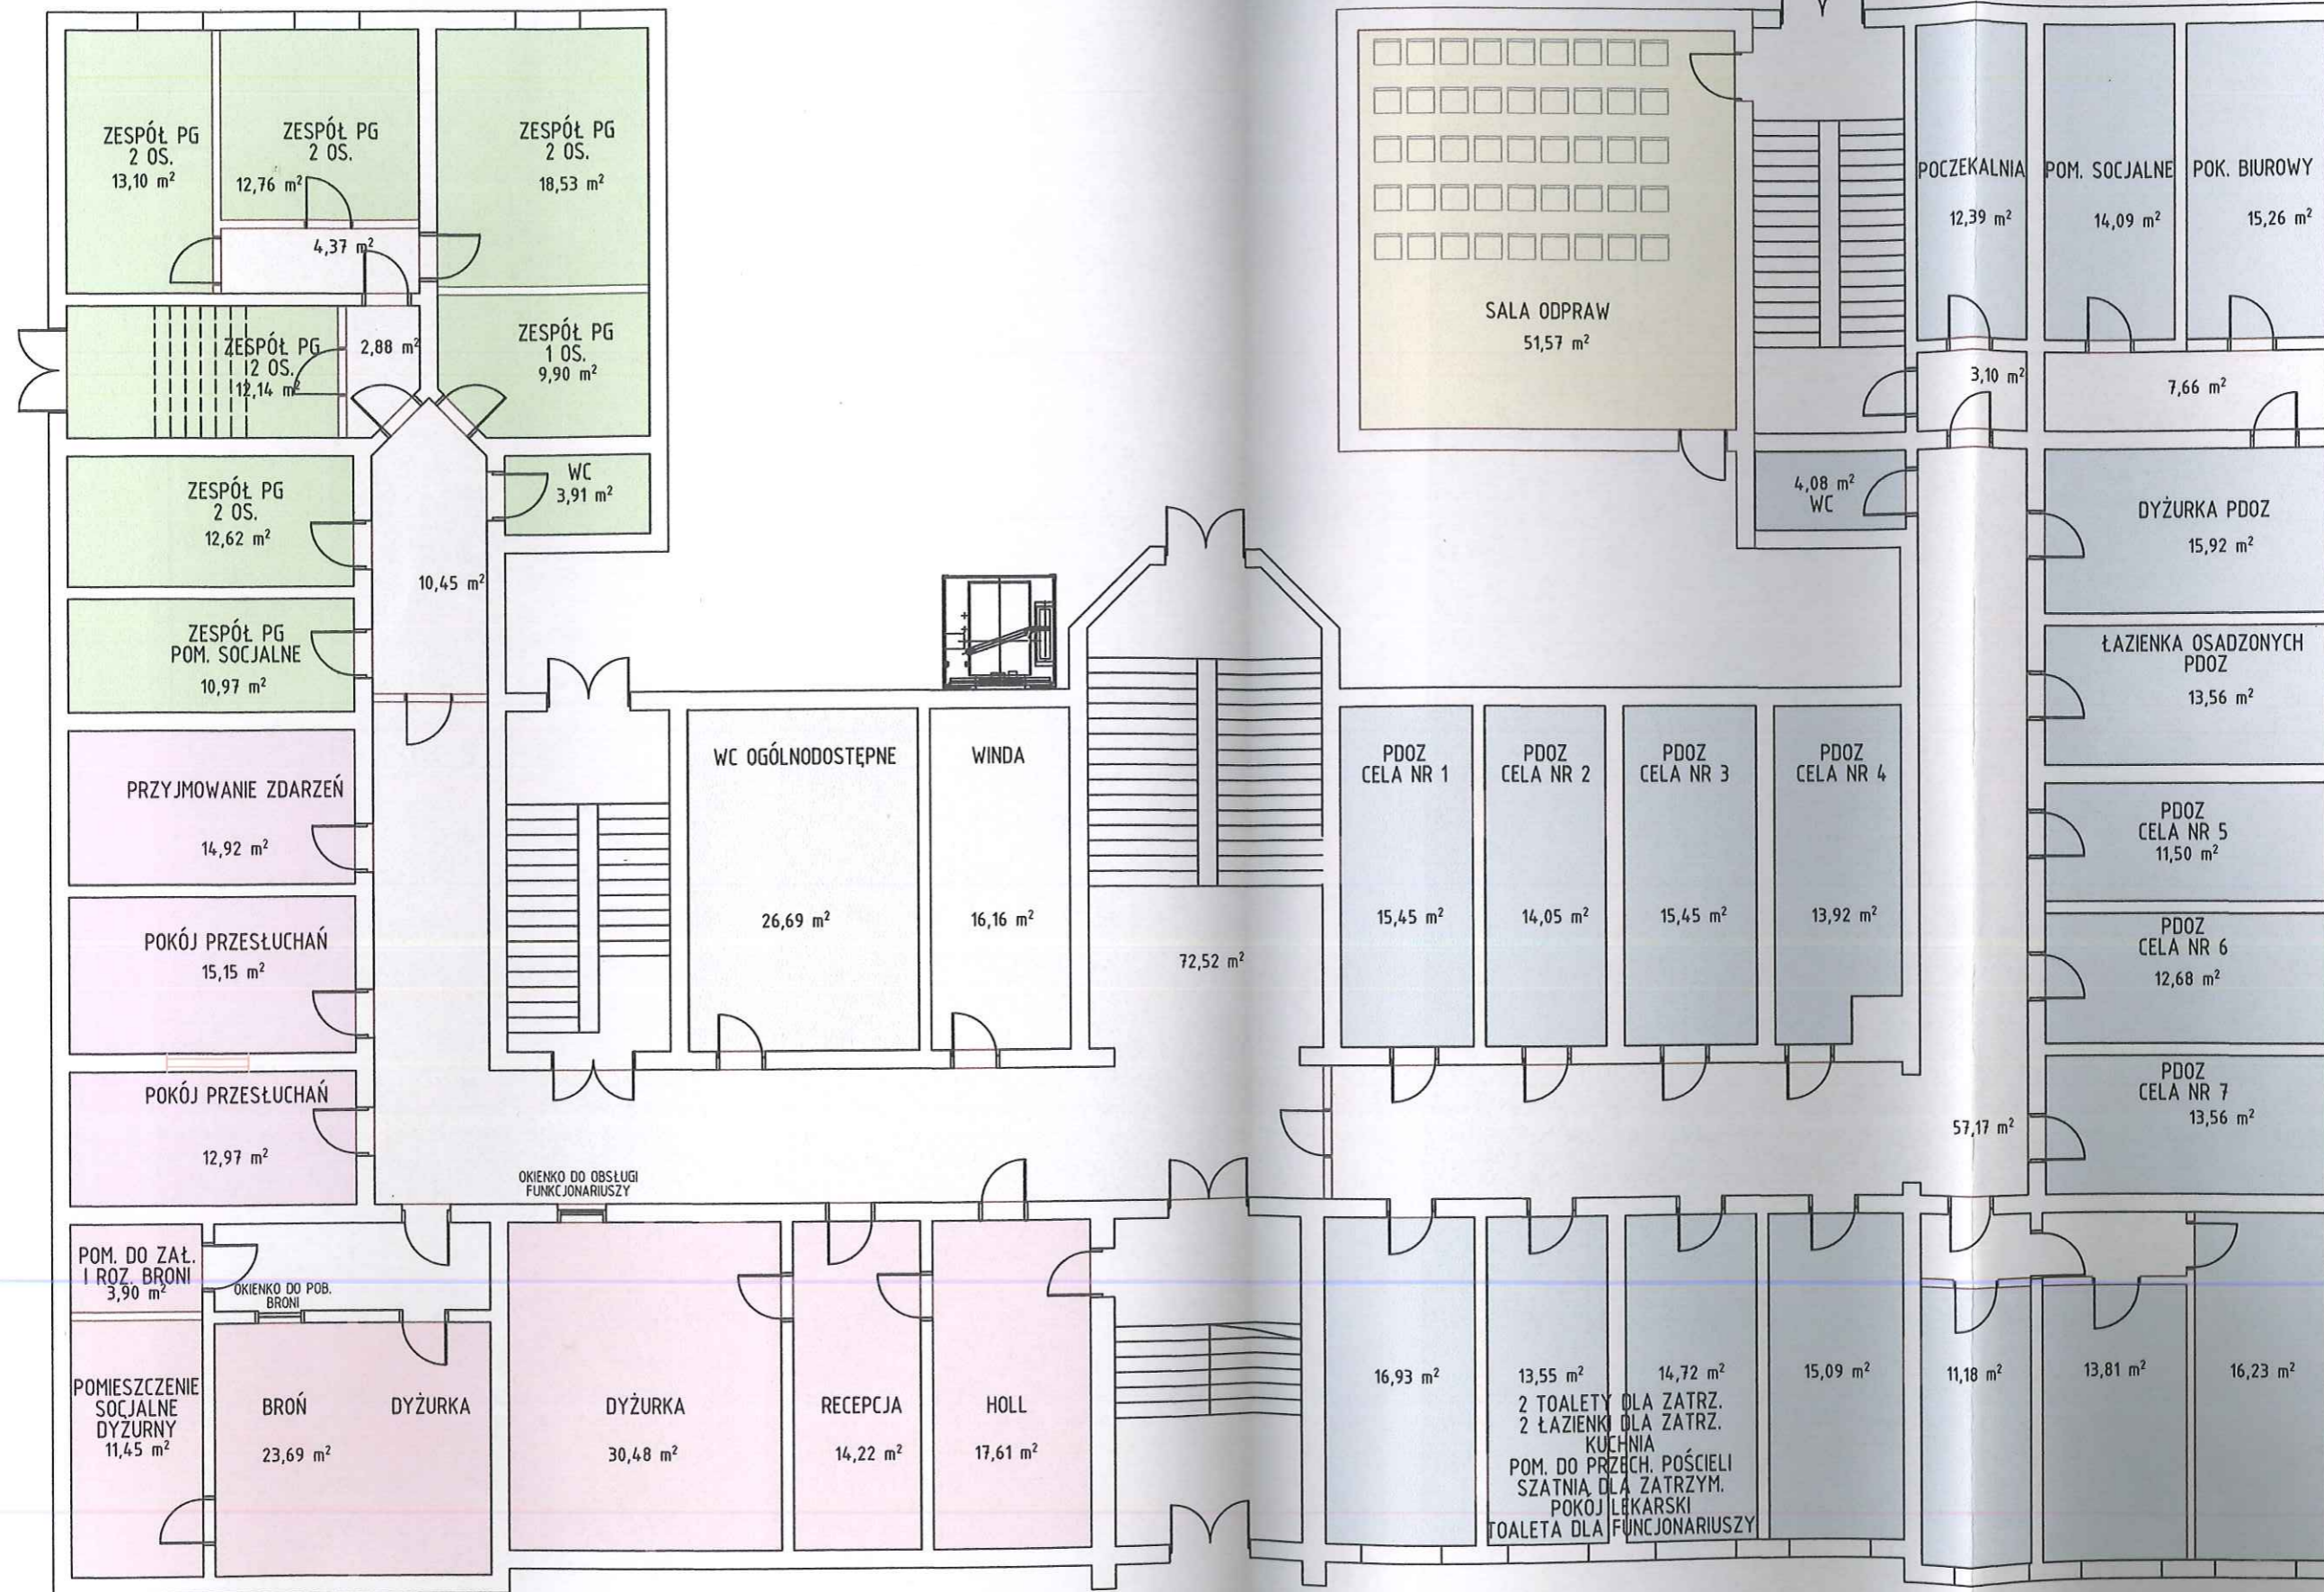 ZESPÓŁ PG
2 OS.
13,10 m²
ZESPÓŁ PG
2 OS.
12,76 m²
ZESPÓŁ PG
2 OS.
18,53 m²
4,37 m²
ZESPÓŁ PG
2 OS.
12,14 m²
2,88 m²
ZESPÓŁ PG
1 OS.
9,90 m²
ZESPÓŁ PG
2 OS.
12,62 m²
WC
3,91 m²
10,45 m²
ZESPÓŁ PG
POM. SOCJALNE
10,97 m²
PRZYJMOWANIE ZDARZEŃ
14,92 m²
POKÓJ PRZESŁUCHAŃ
15,15 m²
POKÓJ PRZESŁUCHAŃ
12,97 m²
WC OGÓLNODOSTĘPNE
26,69 m²
WINDA
16,16 m²
72,52 m²
SALA ODPRAW
51,57 m²
POCZEKALNIA
12,39 m²
POM. SOCJALNE
14,09 m²
POK. BIUROWY
15,26 m²
3,10 m²
7,66 m²
4,08 m²
WC
DYŻURKA PDOZ
15,92 m²
ŁAZIENKA OSADZONYCH
PDOZ
13,56 m²
PDOZ
CELA NR 1
15,45 m²
PDOZ
CELA NR 2
14,05 m²
PDOZ
CELA NR 3
15,45 m²
PDOZ
CELA NR 4
13,92 m²
PDOZ
CELA NR 5
11,50 m²
PDOZ
CELA NR 6
12,68 m²
PDOZ
CELA NR 7
13,56 m²
57,17 m²
OKIENKO DO OBSŁUGI
FUNKCJONARIUSZY
POM. DO ZAŁ.
I ROZ. BRONI
3,90 m²
OKIENKO DO POB.
BRONI
POMIESZCZENIE
SOCJALNE
DYŻURNY
11,45 m²
BROŃ
23,69 m²
DYŻURKA
DYŻURKA
30,48 m²
RECEPCJA
14,22 m²
HOLL
17,61 m²
16,93 m²
13,55 m²
14,72 m²
15,09 m²
2 TOALETY DLA ZATRZ.
2 ŁAZIENKI DLA ZATRZ.
KUCHNIA
POM. DO PRZECH. POŚCIELI
SZATNIA DLA ZATRZYM.
POKÓJ LEKARSKI
TOALETA DLA FUNCJONARIUSZY
11,18 m²
13,81 m²
16,23 m²